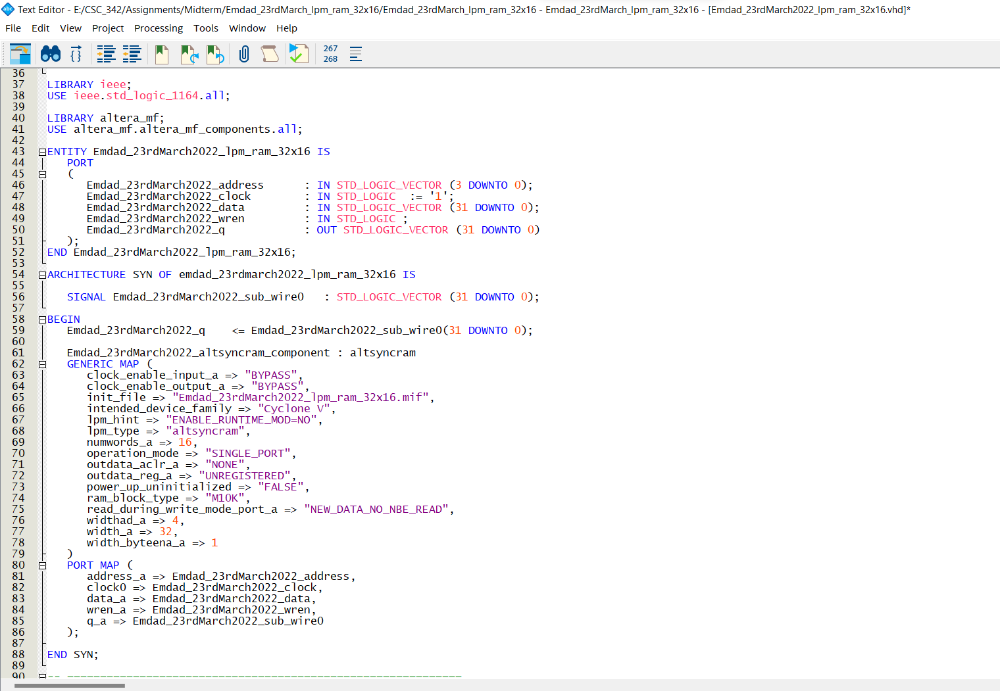 abc Text Editor - E:/CSC_342/Assignments/Midterm/Emdad_23rdMarch_lpm_ram_32x16/Emdad_23rdMarch_lpm_ram_32x16 - Emdad_23rdMarch_lpm_ram_32x16 - [Emdad_23rdMarch2022_lpm_ram_32x16.vhd]*
File Edit View Project Processing Tools Window Help
267
268
36
37 LIBRARY ieee;
38 USE ieee.std_logic_1164.all;
39
40 LIBRARY altera_mf;
41 USE altera_mf.altera_mf_components.all;
42
43 ENTITY Emdad_23rdMarch2022_lpm_ram_32x16 IS
44 PORT
45 (
46 Emdad_23rdMarch2022_address : IN STD_LOGIC_VECTOR (3 DOWNTO 0);
47 Emdad_23rdMarch2022_clock : IN STD_LOGIC := '1';
48 Emdad_23rdMarch2022_data : IN STD_LOGIC_VECTOR (31 DOWNTO 0);
49 Emdad_23rdMarch2022_wren : IN STD_LOGIC ;
50 Emdad_23rdMarch2022_q : OUT STD_LOGIC_VECTOR (31 DOWNTO 0)
51 );
52 END Emdad_23rdMarch2022_lpm_ram_32x16;
53
54 ARCHITECTURE SYN OF emdad_23rdmarch2022_lpm_ram_32x16 IS
55
56 SIGNAL Emdad_23rdMarch2022_sub_wire0 : STD_LOGIC_VECTOR (31 DOWNTO 0);
57
58 BEGIN
59 Emdad_23rdMarch2022_q <= Emdad_23rdMarch2022_sub_wire0(31 DOWNTO 0);
60
61 Emdad_23rdMarch2022_altsyncram_component : altsyncram
62 GENERIC MAP (
63 clock_enable_input_a => "BYPASS",
64 clock_enable_output_a => "BYPASS",
65 init_file => "Emdad_23rdMarch2022_lpm_ram_32x16.mif",
66 intended_device_family => "Cyclone V",
67 lpm_hint => "ENABLE_RUNTIME_MOD=NO",
68 lpm_type => "altsyncram",
69 numwords_a => 16,
70 operation_mode => "SINGLE_PORT",
71 outdata_aclr_a => "NONE",
72 outdata_reg_a => "UNREGISTERED",
73 power_up_uninitialized => "FALSE",
74 ram_block_type => "M10K",
75 read_during_write_mode_port_a => "NEW_DATA_NO_NBE_READ",
76 widthad_a => 4,
77 width_a => 32,
78 width_byteena_a => 1
79 )
80 PORT MAP (
81 address_a => Emdad_23rdMarch2022_address,
82 clock0 => Emdad_23rdMarch2022_clock,
83 data_a => Emdad_23rdMarch2022_data,
84 wren_a => Emdad_23rdMarch2022_wren,
85 q_a => Emdad_23rdMarch2022_sub_wire0
86 );
87
88 END SYN;
89
90 -- ============================================================